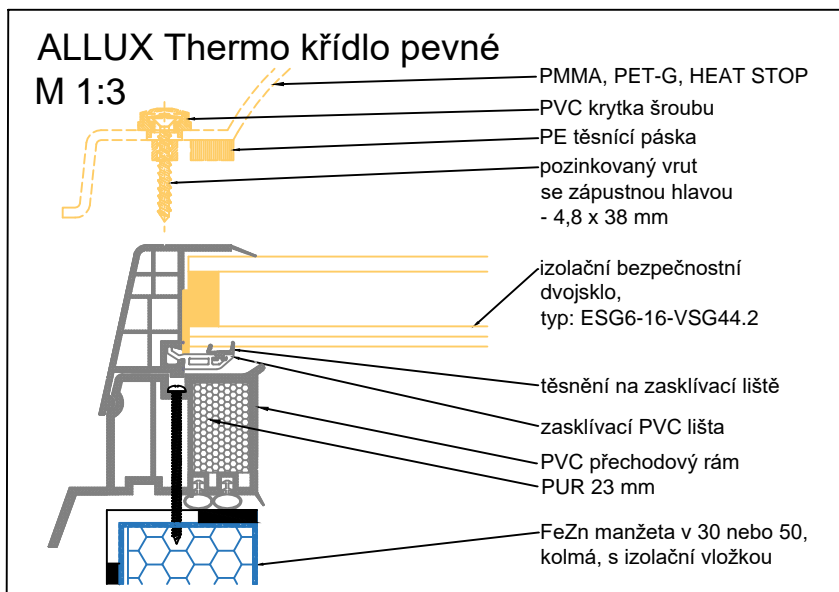 ALLUX Thermo křídlo pevné
M 1:3
PMMA, PET-G, HEAT STOP
PVC krytka šroubu
PE těsnící páska
pozinkovaný vrut
se zápustnou hlavou
- 4,8 x 38 mm
izolační bezpečnostní
dvojsklo,
typ: ESG6-16-VSG44.2
těsnění na zasklívací liště
zasklívací PVC lišta
PVC přechodový rám
PUR 23 mm
FeZn manžeta v 30 nebo 50,
kolmá, s izolační vložkou